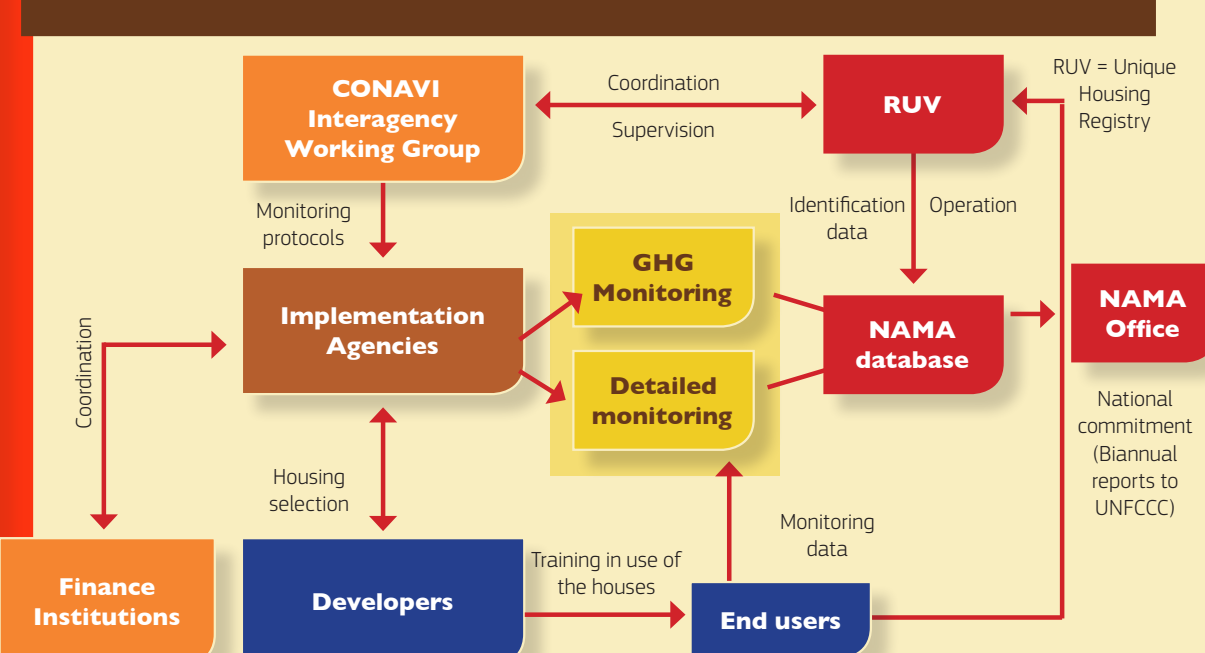 CONAVI
Interagency
Working Group
Coordination
Supervision
RUV
RUV = Unique
Housing
Registry
Monitoring
protocols
Identification
data
Operation
GHG
Monitoring
Implementation
Agencies
NAMA
database
NAMA
Office
Coordination
Detailed
monitoring
National
commitment
(Biannual
reports to
UNFCCC)
Housing
selection
Monitoring
data
Training in use of
the houses
Finance
Institutions
Developers
End users